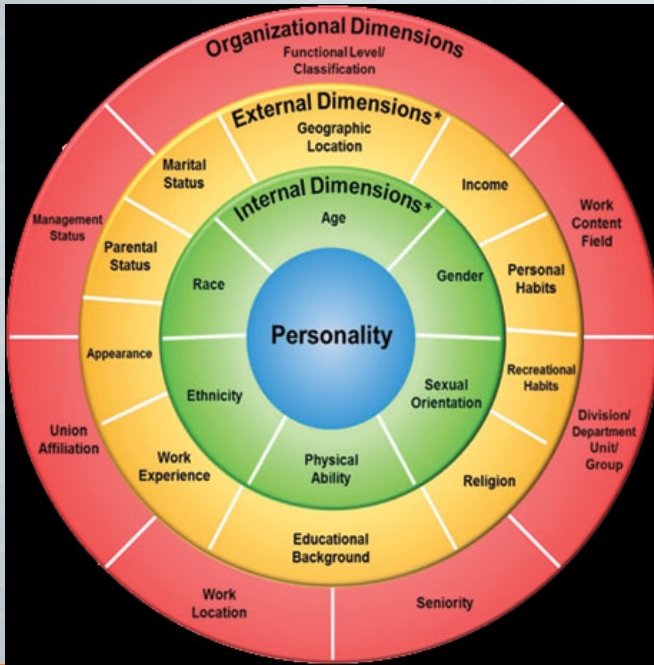 Organizational Dimensions
Functional Level/
Classification
Work
Content
Field
Division/
Department
Unit/
Group
Seniority
Work
Location
Union
Affiliation
Management
Status
External Dimensions*
Geographic
Location
Income
Personal
Habits
Recreational
Habits
Religion
Educational
Background
Work
Experience
Appearance
Parental
Status
Marital
Status
Internal Dimensions*
Age
Gender
Sexual
Orientation
Physical
Ability
Ethnicity
Race
Personality